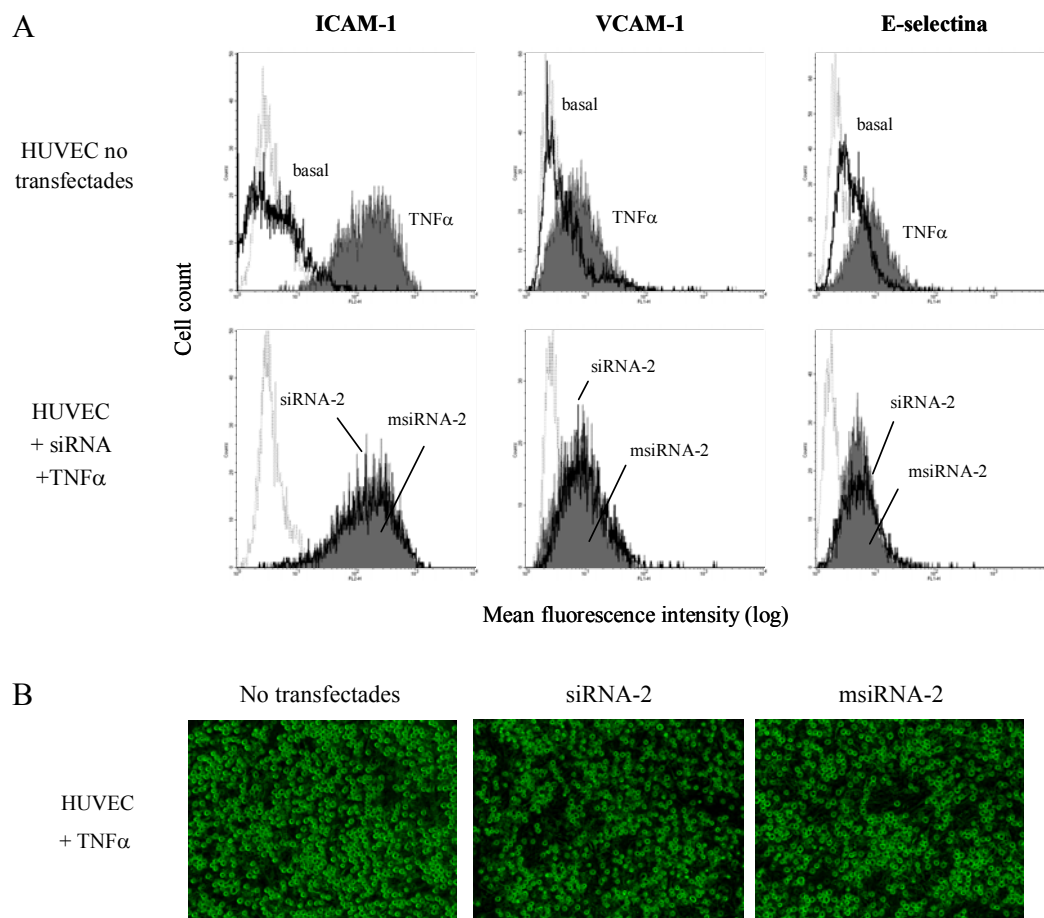 A
ICAM-1
VCAM-1
E-selectina
HUVEC no
transfectades
basal
TNFα
basal
TNFα
basal
TNFα
Cell count
HUVEC
+ siRNA
+TNFα
siRNA-2
msiRNA-2
siRNA-2
msiRNA-2
siRNA-2
msiRNA-2
Mean fluorescence intensity (log)
B
No transfectades
siRNA-2
msiRNA-2
HUVEC
+ TNFα